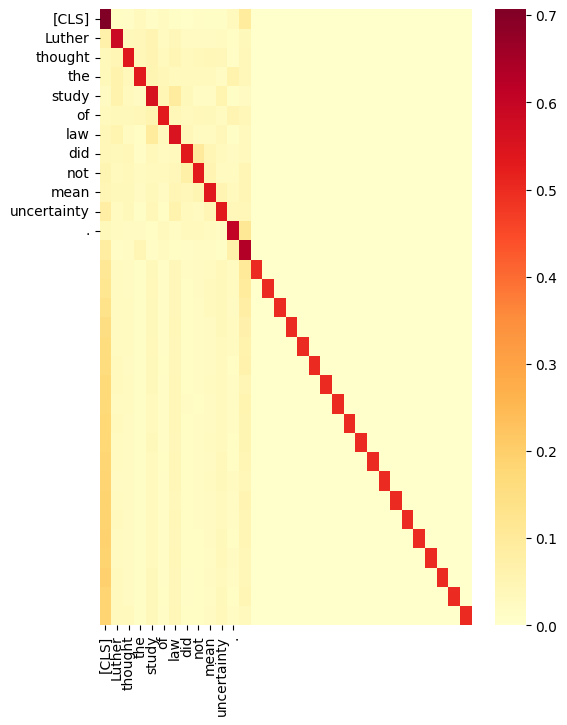 [CLS]
Luther
thought
the
study
of
law
did
not
mean
uncertainty
.
[CLS]
Luther
thought
the
study
of
law
did
not
mean
uncertainty
.
0.7
0.6
0.5
0.4
0.3
0.2
0.1
0.0